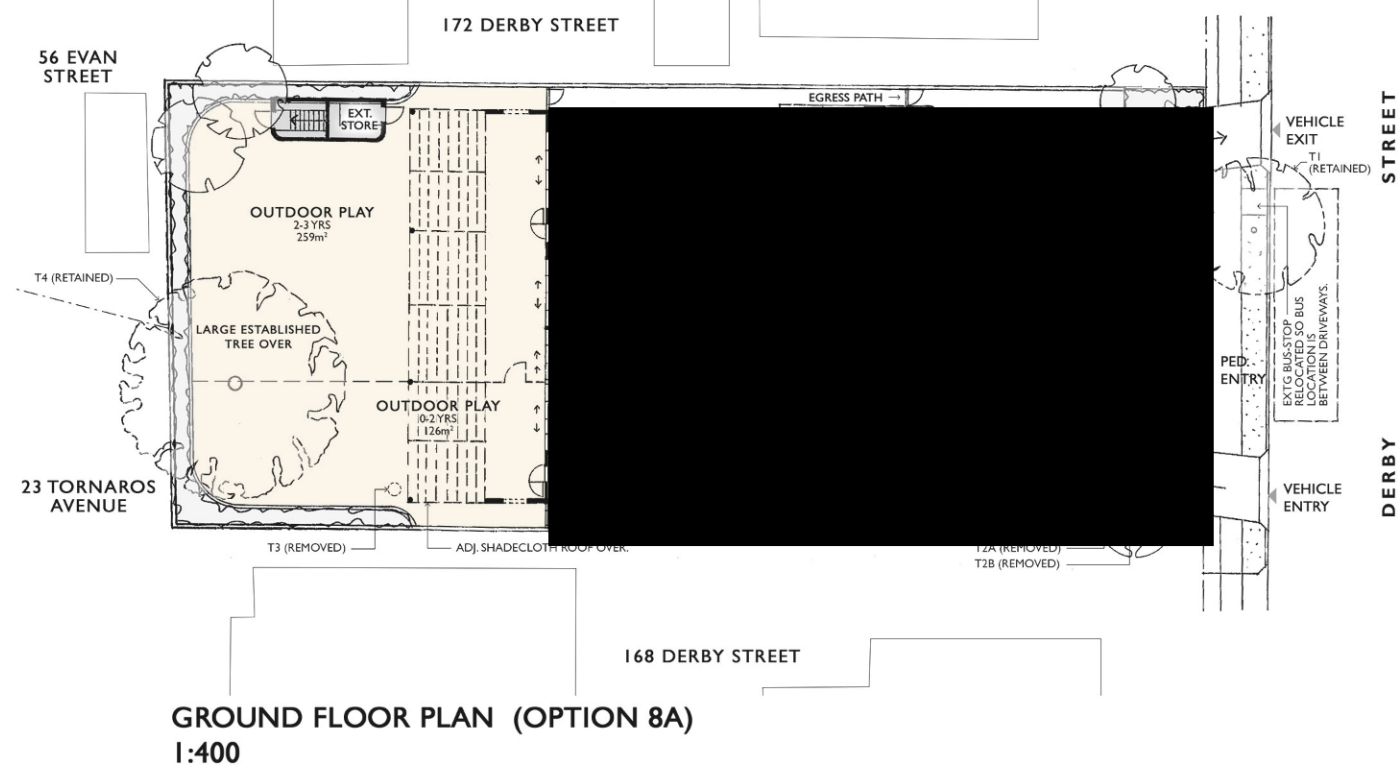 172 DERBY STREET
56 EVAN
STREET
EGRESS PATH →
EXT.
STORE
VEHICLE
EXIT
T1
(RETAINED)
STREET
OUTDOOR PLAY
2-3 YRS
259m²
T4 (RETAINED)
LARGE ESTABLISHED
TREE OVER
PED.
ENTRY
EXTG BUS-STOP
RELOCATED SO BUS
LOCATION IS
BETWEEN DRIVEWAYS.
OUTDOOR PLAY
0-2 YRS
126m²
23 TORNAROS
AVENUE
VEHICLE
ENTRY
DERBY
T3 (REMOVED)
ADJ. SHADECLOTH ROOF OVER.
T2A (REMOVED)
T2B (REMOVED)
168 DERBY STREET
GROUND FLOOR PLAN (OPTION 8A)
1:400